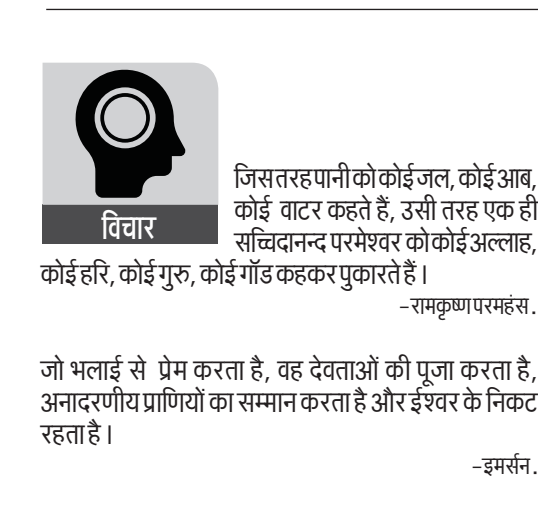 विचार
जिस तरह पानी को कोई जल, कोई आब,
कोई वाटर कहते हैं, उसी तरह एक ही
सच्चिदानन्द परमेश्वर को कोई अल्लाह,
कोई हरि, कोई गुरु, कोई गॉड कहकर पुकारते हैं।
-रामकृष्ण परमहंस.
जो भलाई से प्रेम करता है, वह देवताओं की पूजा करता है,
अनादरणीय प्राणियों का सम्मान करता है और ईश्वर के निकट
रहता है।
-इमर्सन.